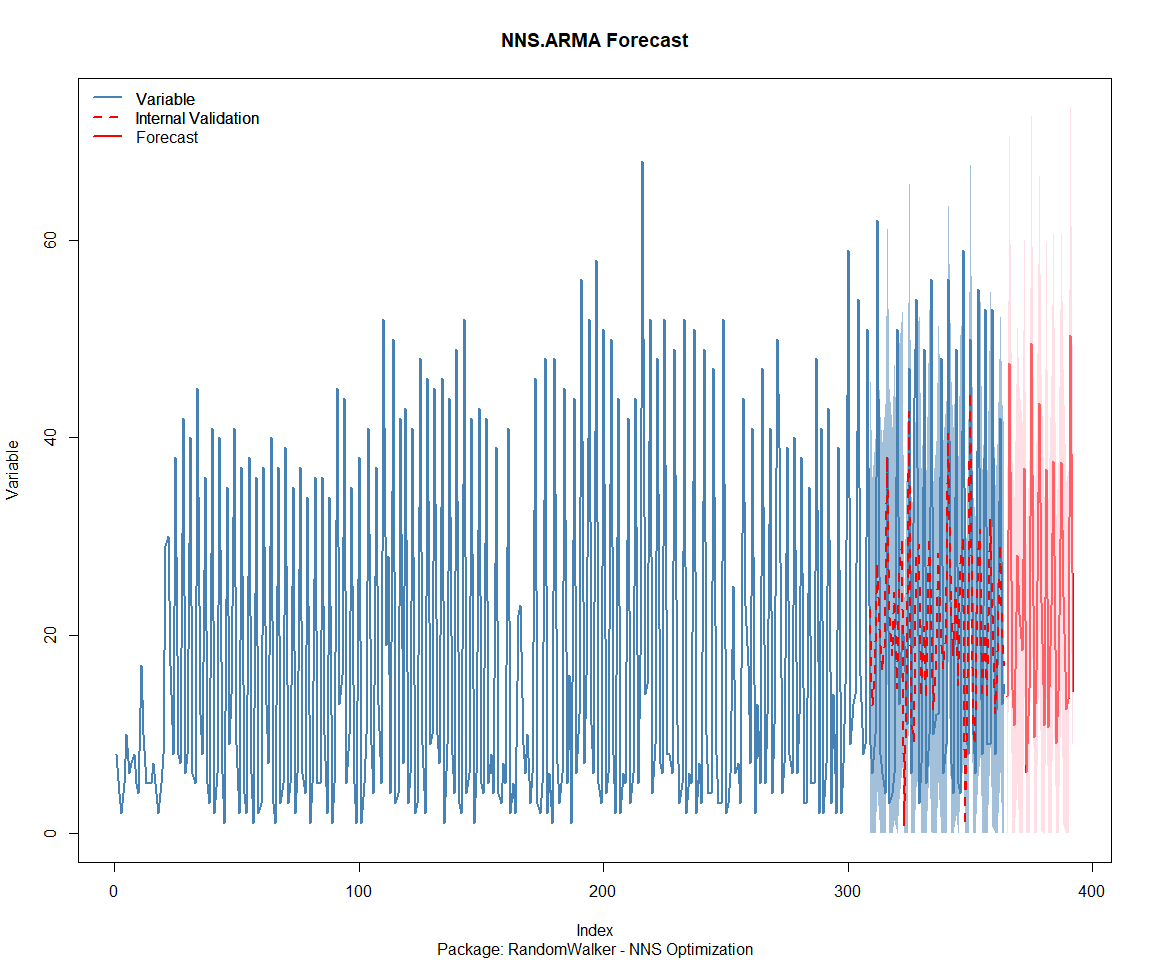 NNS.ARMA Forecast
Variable
Internal Validation
Forecast
Variable
60
40
20
0
0 100 200 300 400
Index
Package: RandomWalker - NNS Optimization